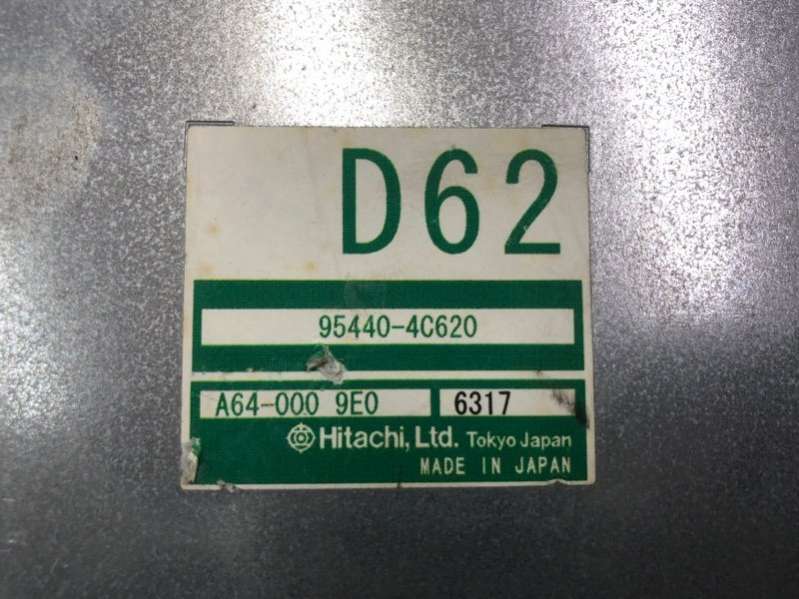 D62
95440-4C620
A64-000 9E0 6317
Hitachi, Ltd. Tokyo Japan
MADE IN JAPAN